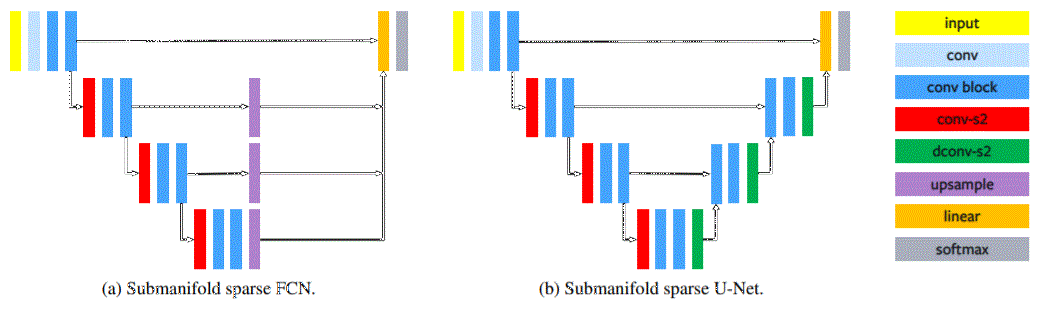 input
conv
conv block
conv-s2
dconv-s2
upsample
linear
softmax
(a) Submanifold sparse FCN.
(b) Submanifold sparse U-Net.